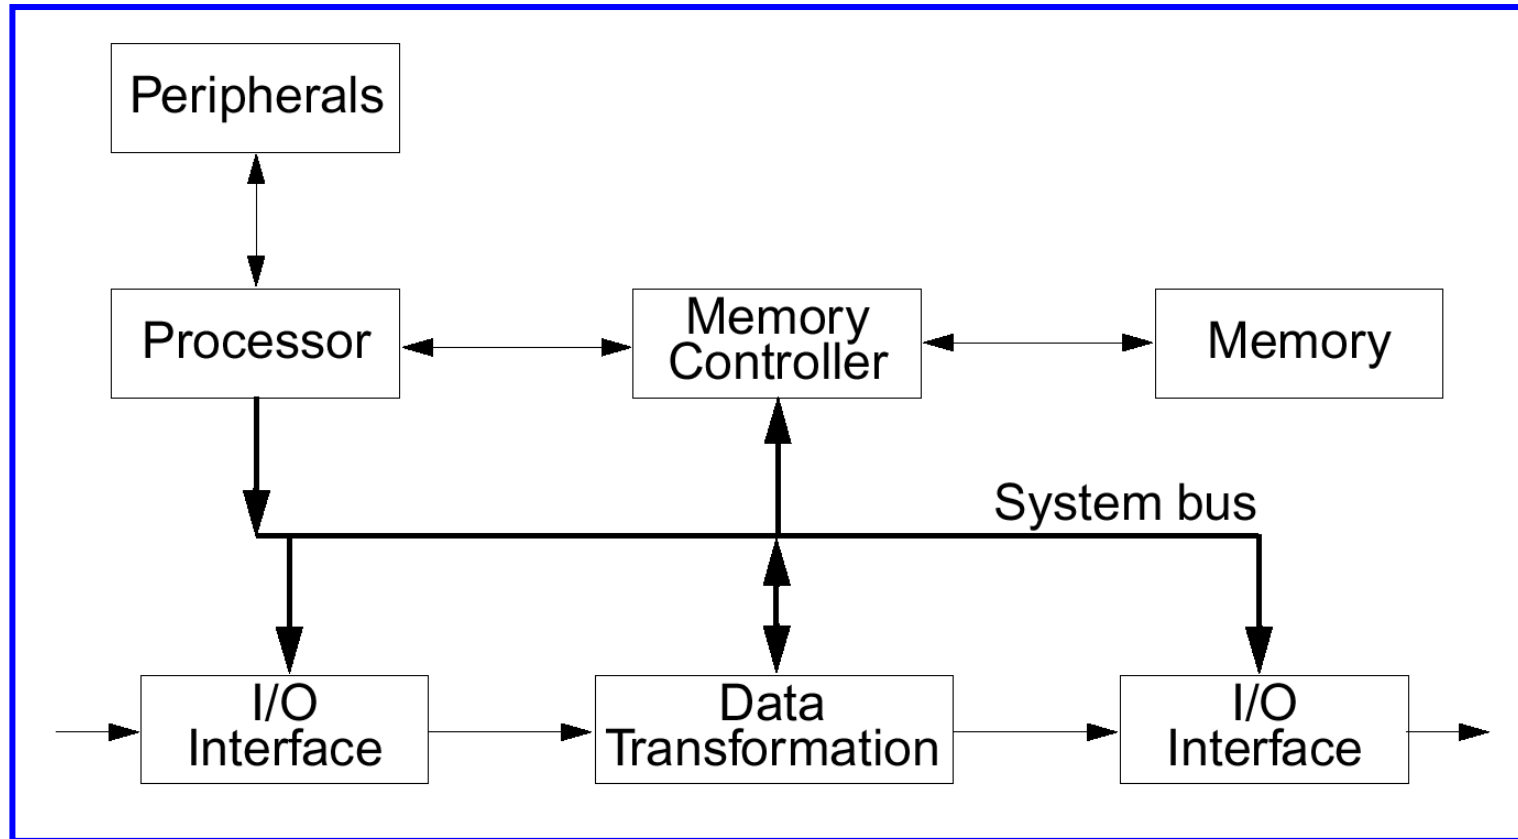 Peripherals
Processor
Memory
Controller
Memory
System bus
I/O
Interface
Data
Transformation
I/O
Interface